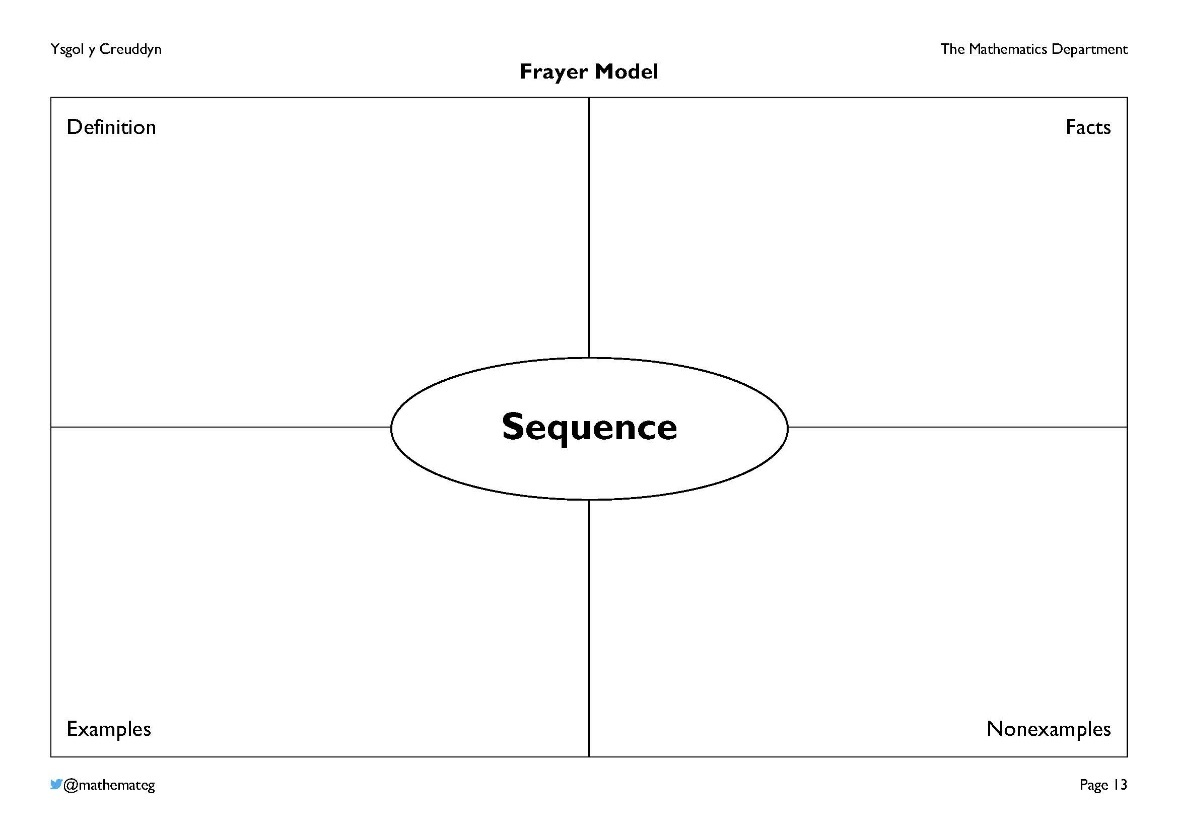 Ysgol y Creuddyn
The Mathematics Department
Frayer Model
Definition
Facts
Sequence
Examples
Nonexamples
@mathemateg
Page 13